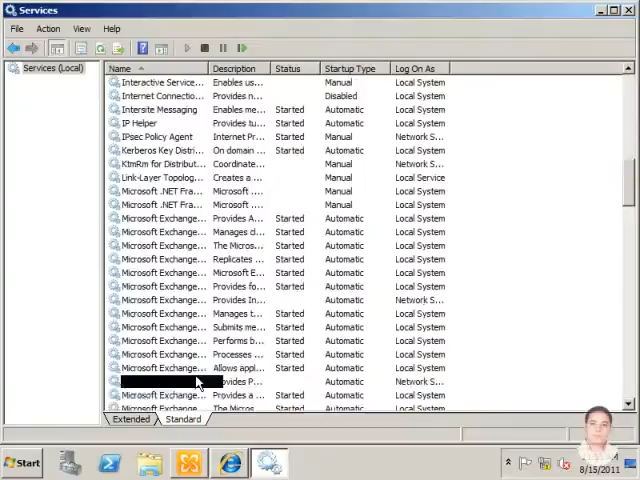 Services
File Action View Help
Services (Local)
Name Description Status Startup Type Log On As
Interactive Service... Enables us... Manual Local System
Internet Connectio... Provides n... Disabled Local System
Intersite Messaging Enables me... Started Automatic Local System
IP Helper Provides tu... Started Automatic Local System
IPsec Policy Agent Internet Pr... Started Manual Network S...
Kerberos Key Distri... On domain ... Started Automatic Local System
KtmRm for Distribut... Coordinate... Manual Network S...
Link-Layer Topolog... Creates a ... Manual Local Service
Microsoft .NET Fra... Microsoft .... Manual Local System
Microsoft .NET Fra... Microsoft .... Manual Local System
Microsoft Exchange... Provides A... Started Automatic Local System
Microsoft Exchange... Manages cl... Started Automatic Local System
Microsoft Exchange... The Micros... Started Automatic Local System
Microsoft Exchange... Replicates ... Started Automatic Local System
Microsoft Exchange... Microsoft E... Started Automatic Local System
Microsoft Exchange... Provides fo... Started Automatic Local System
Microsoft Exchange... Provides In... Automatic Network S...
Microsoft Exchange... Manages t... Started Automatic Local System
Microsoft Exchange... Submits me... Started Automatic Local System
Microsoft Exchange... Performs b... Started Automatic Local System
Microsoft Exchange... Processes ... Started Automatic Local System
Microsoft Exchange... Allows appl... Started Automatic Local System
ovides P... Automatic Network S...
Microsoft Exchange... Provides a ... Started Automatic Local System
Microsoft Exchange... The Micros... Started Automatic Local System
Extended Standard
Start
8/15/2011